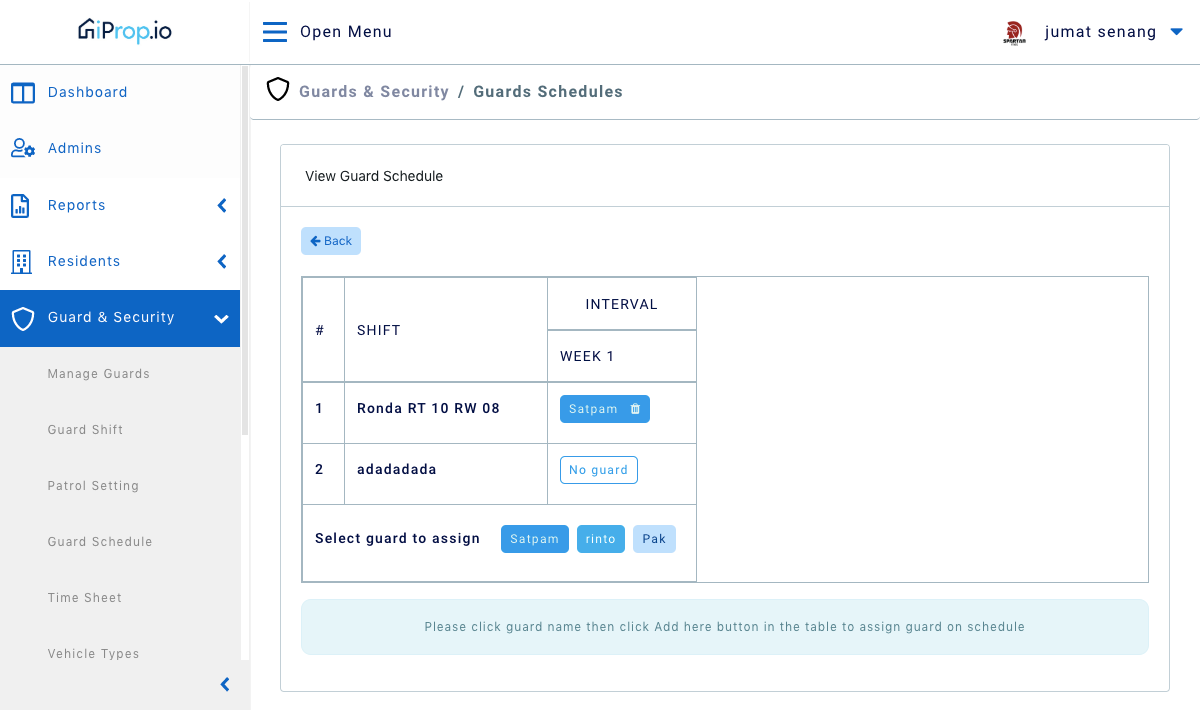 iProp.io
Open Menu
SPARTAN
jumat senang
Dashboard
Admins
Reports
Residents
Guard & Security
Manage Guards
Guard Shift
Patrol Setting
Guard Schedule
Time Sheet
Vehicle Types
Guards & Security / Guards Schedules
View Guard Schedule
Back
# SHIFT INTERVAL
WEEK 1
1 Ronda RT 10 RW 08 Satpam
2 adadadada No guard
Select guard to assign Satpam rinto Pak
Please click guard name then click Add here button in the table to assign guard on schedule